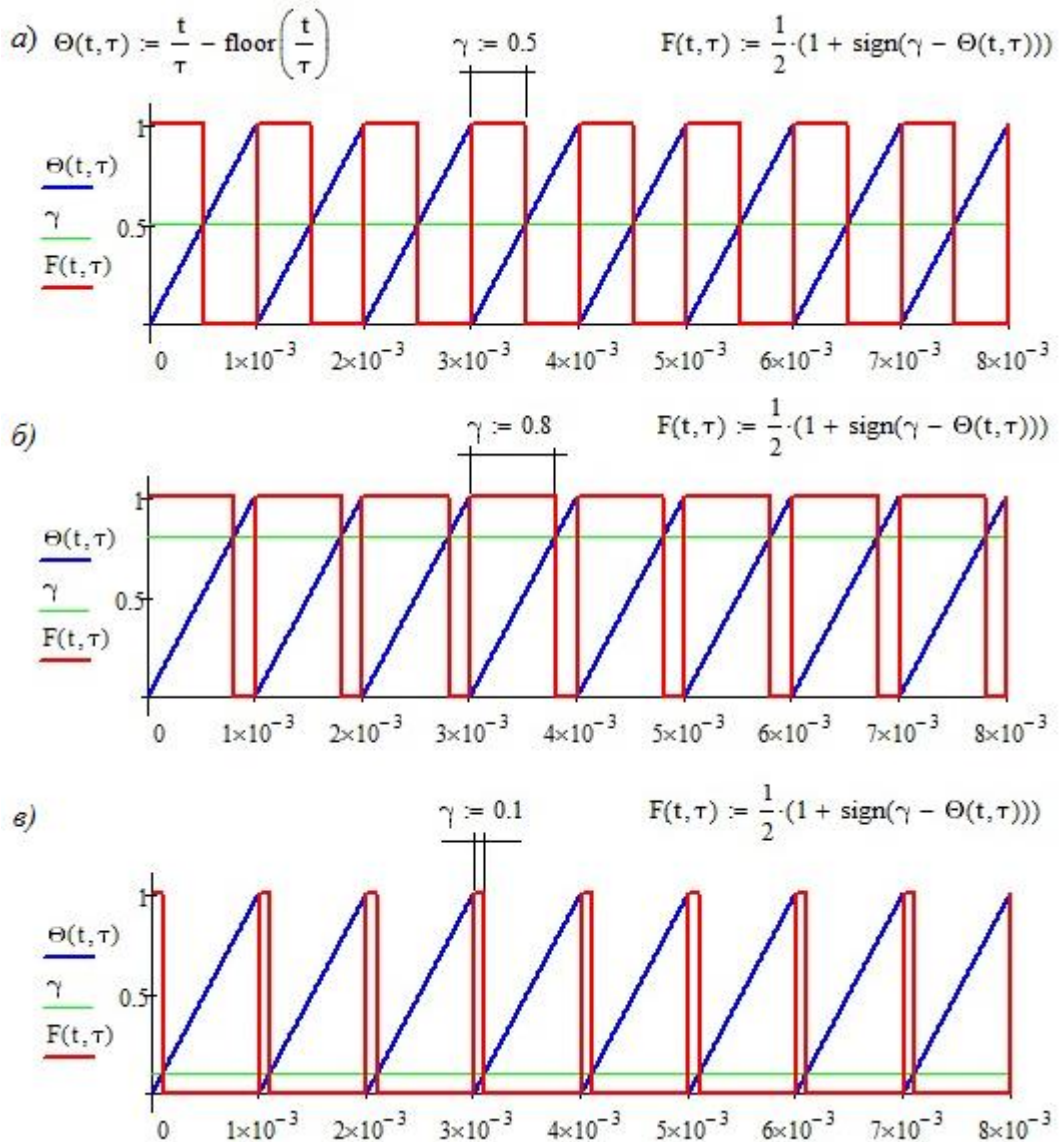 а) Θ(t,τ) := t/τ − floor(t/τ) γ := 0.5 F(t,τ) := 1/2·(1 + sign(γ − Θ(t,τ)))
1
Θ(t,τ)
γ
0.5
F(t,τ)
0 1×10⁻³ 2×10⁻³ 3×10⁻³ 4×10⁻³ 5×10⁻³ 6×10⁻³ 7×10⁻³ 8×10⁻³
б) γ := 0.8 F(t,τ) := 1/2·(1 + sign(γ − Θ(t,τ)))
1
Θ(t,τ)
γ
0.5
F(t,τ)
0 1×10⁻³ 2×10⁻³ 3×10⁻³ 4×10⁻³ 5×10⁻³ 6×10⁻³ 7×10⁻³ 8×10⁻³
в) γ := 0.1 F(t,τ) := 1/2·(1 + sign(γ − Θ(t,τ)))
1
Θ(t,τ)
γ
0.5
F(t,τ)
0 1×10⁻³ 2×10⁻³ 3×10⁻³ 4×10⁻³ 5×10⁻³ 6×10⁻³ 7×10⁻³ 8×10⁻³